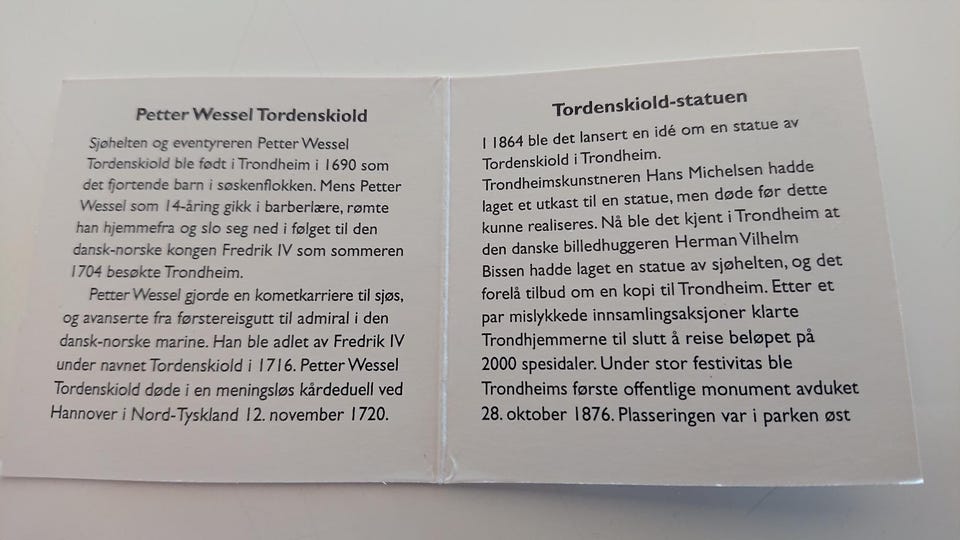 Petter Wessel Tordenskiold
Sjøhelten og eventyreren Petter Wessel
Tordenskiold ble født i Trondheim i 1690 som
det fjortende barn i søskenflokken. Mens Petter
Wessel som 14-åring gikk i barberlære, rømte
han hjemmefra og slo seg ned i følget til den
dansk-norske kongen Fredrik IV som sommeren
1704 besøkte Trondheim.
Petter Wessel gjorde en kometkarriere til sjøs,
og avanserte fra førstereisgutt til admiral i den
dansk-norske marine. Han ble adlet av Fredrik IV
under navnet Tordenskiold i 1716. Petter Wessel
Tordenskiold døde i en meningsløs kårdeduell ved
Hannover i Nord-Tyskland 12. november 1720.
Tordenskiold-statuen
I 1864 ble det lansert en idé om en statue av
Tordenskiold i Trondheim.
Trondheimskunstneren Hans Michelsen hadde
laget et utkast til en statue, men døde før dette
kunne realiseres. Nå ble det kjent i Trondheim at
den danske billedhuggeren Herman Vilhelm
Bissen hadde laget en statue av sjøhelten, og det
forelå tilbud om en kopi til Trondheim. Etter et
par mislykkede innsamlingsaksjoner klarte
Trondhjemmerne til slutt å reise beløpet på
2000 spesidaler. Under stor festivitas ble
Trondheims første offentlige monument avduket
28. oktober 1876. Plasseringen var i parken øst